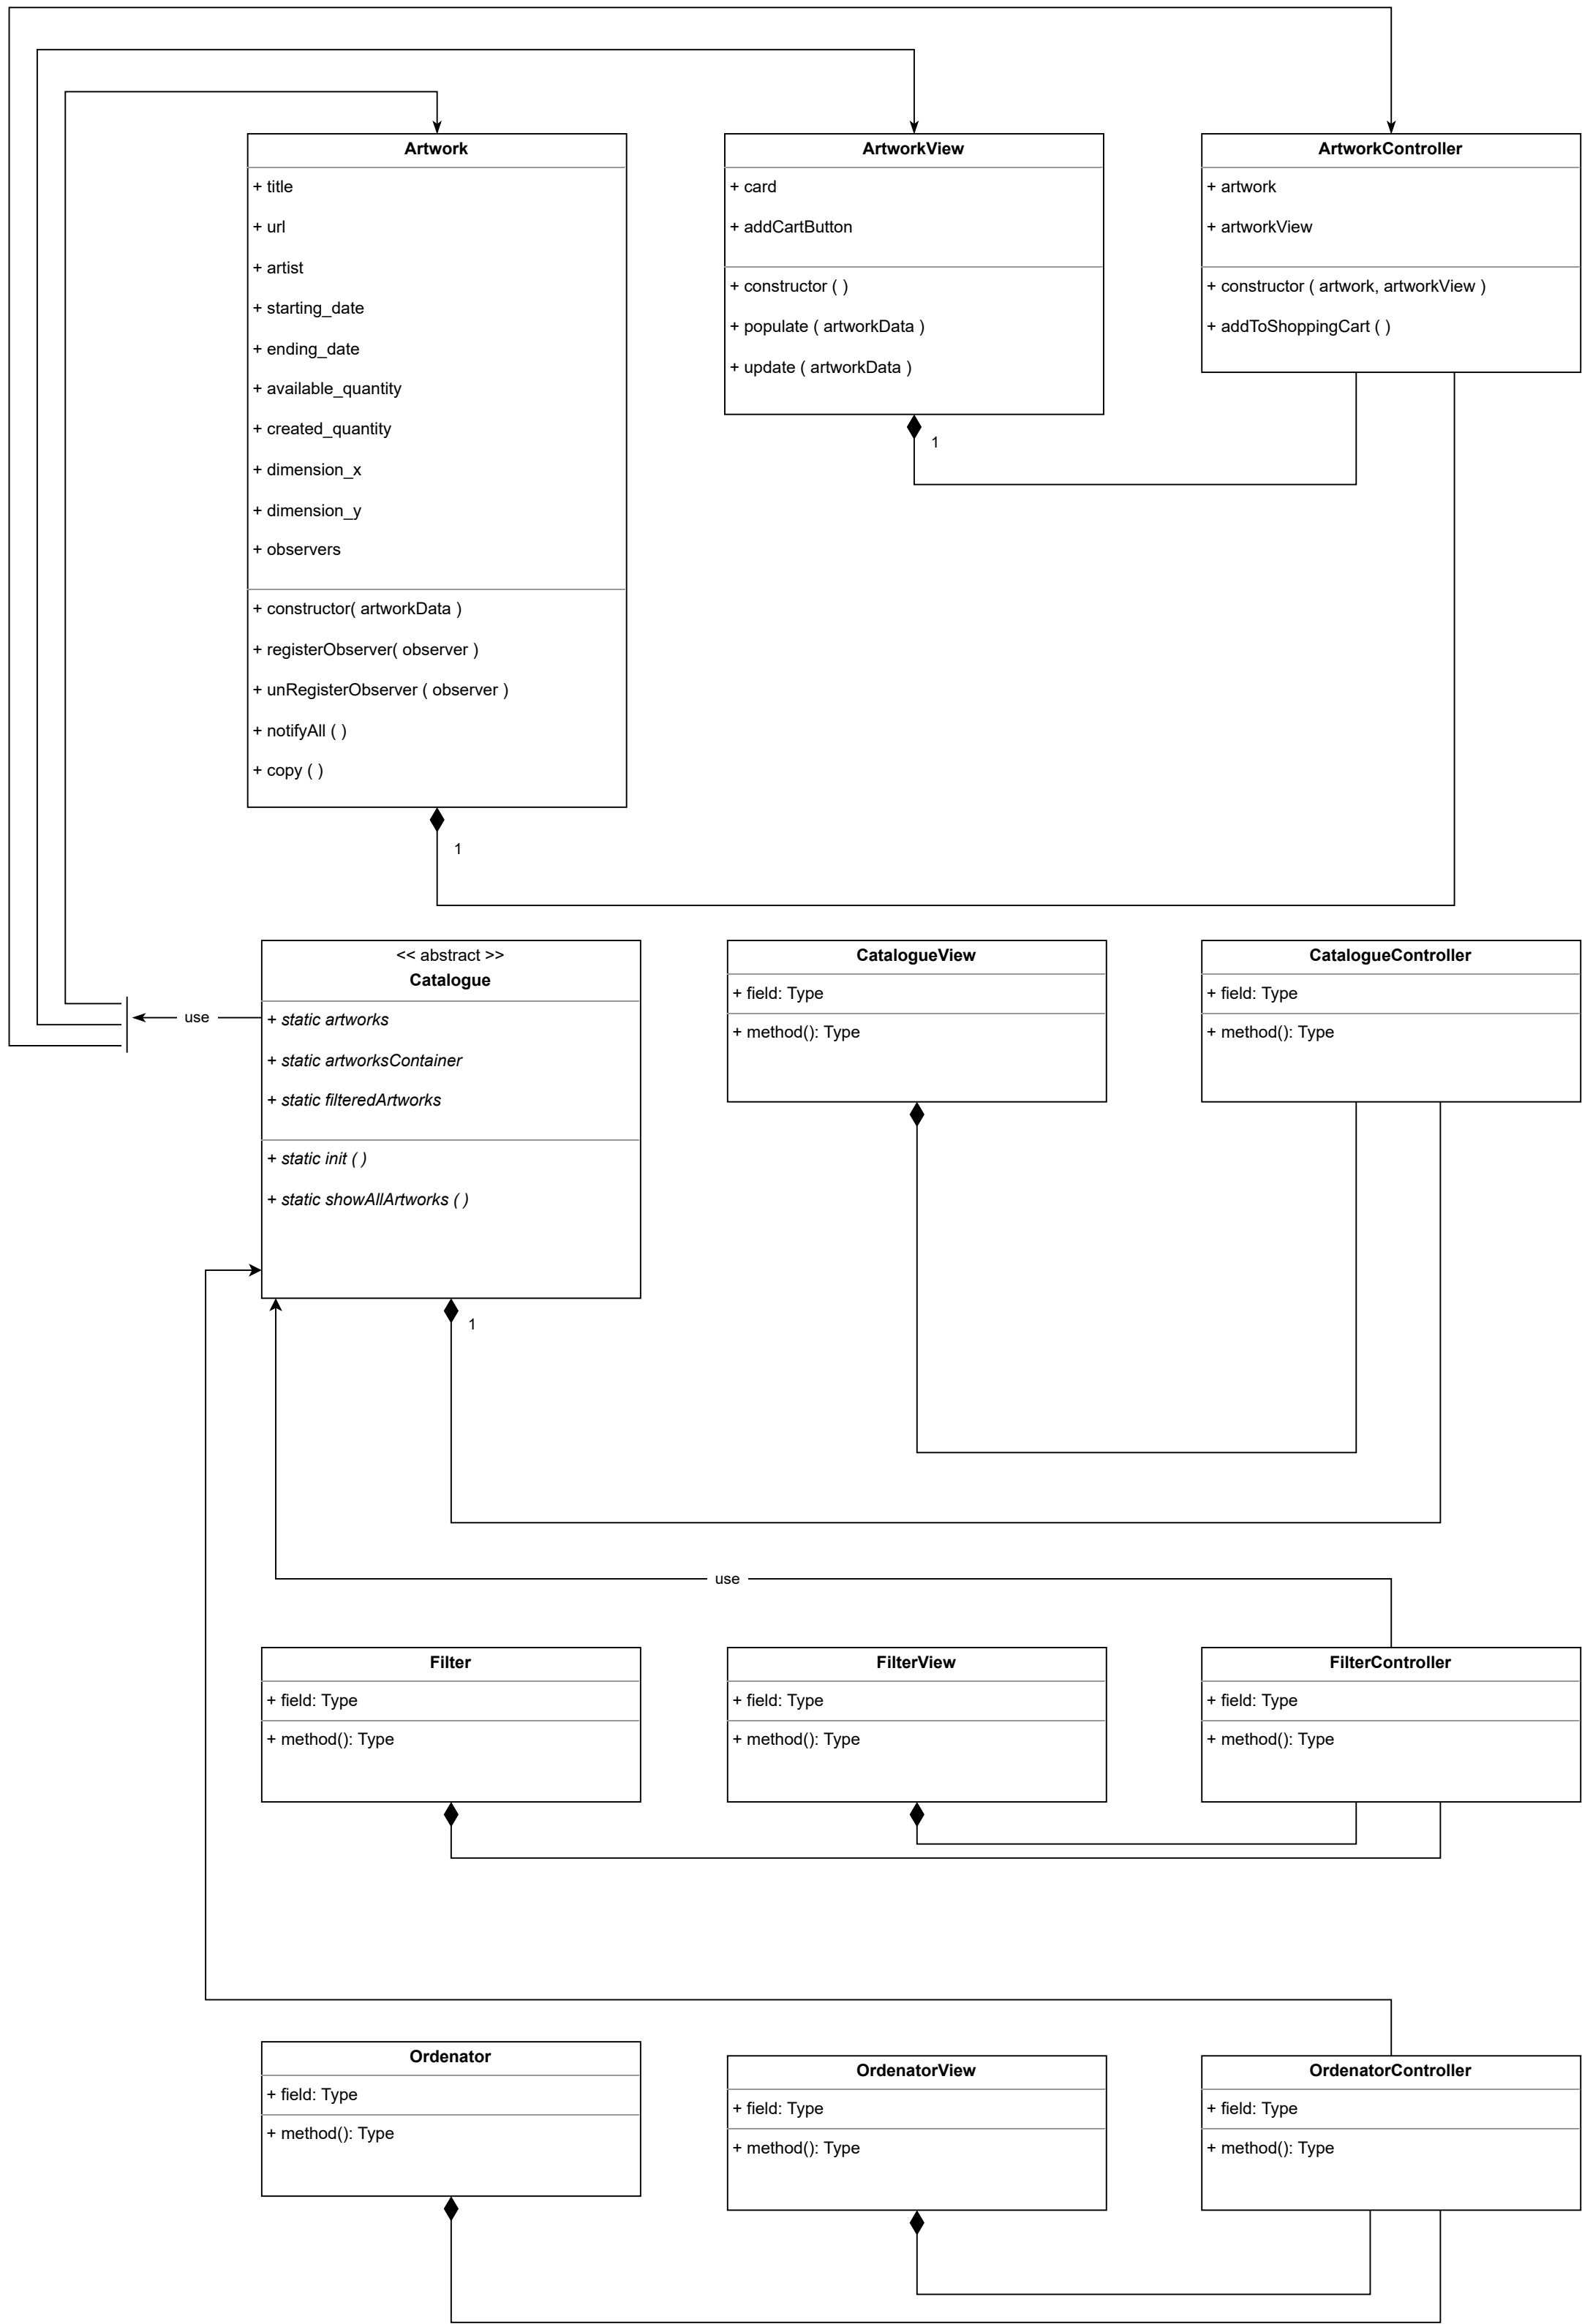 Artwork
+ title
+ url
+ artist
+ starting_date
+ ending_date
+ available_quantity
+ created_quantity
+ dimension_x
+ dimension_y
+ observers
+ constructor( artworkData )
+ registerObserver( observer )
+ unRegisterObserver ( observer )
+ notifyAll ( )
+ copy ( )
1
ArtworkView
+ card
+ addCartButton
+ constructor ( )
+ populate ( artworkData )
+ update ( artworkData )
1
ArtworkController
+ artwork
+ artworkView
+ constructor ( artwork, artworkView )
+ addToShoppingCart ( )
use
<< abstract >>
Catalogue
+ static artworks
+ static artworksContainer
+ static filteredArtworks
+ static init ( )
+ static showAllArtworks ( )
1
CatalogueView
+ field: Type
+ method(): Type
CatalogueController
+ field: Type
+ method(): Type
use
Filter
+ field: Type
+ method(): Type
FilterView
+ field: Type
+ method(): Type
FilterController
+ field: Type
+ method(): Type
Ordenator
+ field: Type
+ method(): Type
OrdenatorView
+ field: Type
+ method(): Type
OrdenatorController
+ field: Type
+ method(): Type